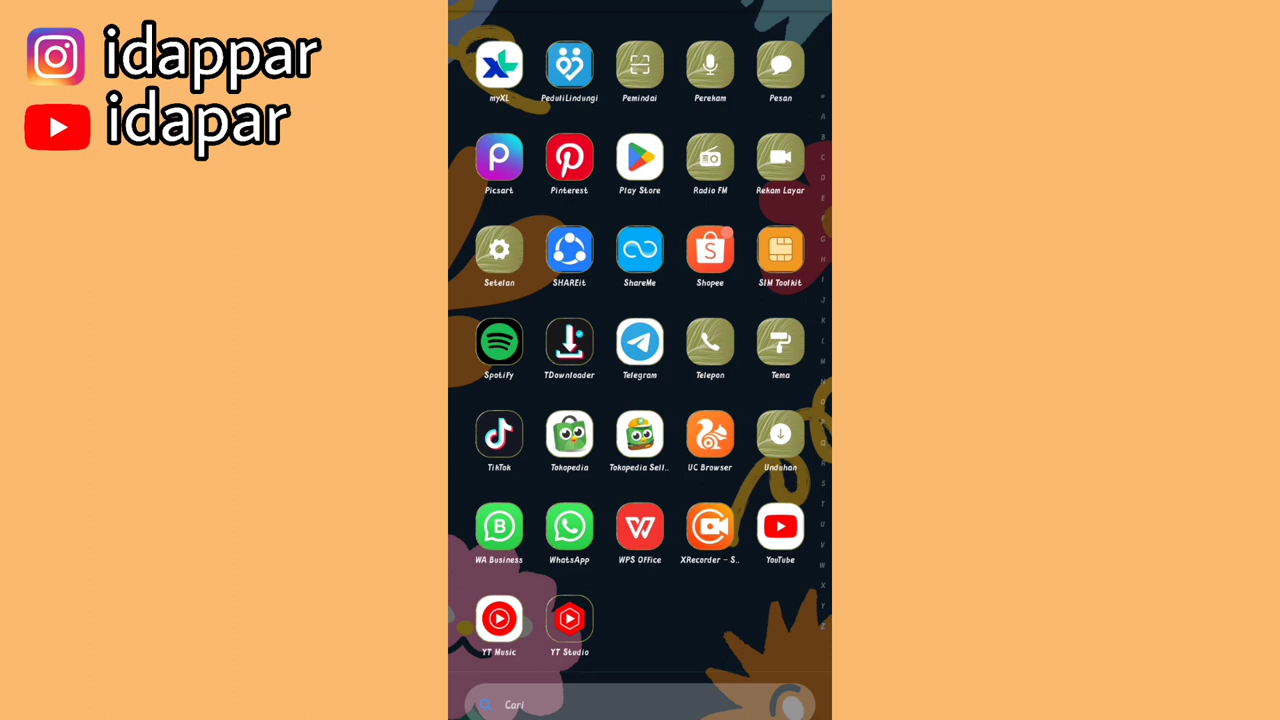 idappar
idapar
myXL PeduliLindungi Pemindai Perekam Pesan
Picsart Pinterest Play Store Radio FM Rekam Layar
Setelan SHAREit ShareMe Shopee SIM Toolkit
Spotify TDownloader Telegram Telepon Tema
TikTok Tokopedia Tokopedia Sell.. UC Browser Unduhan
WA Business WhatsApp WPS Office XRecorder - S.. YouTube
YT Music YT Studio
Cari